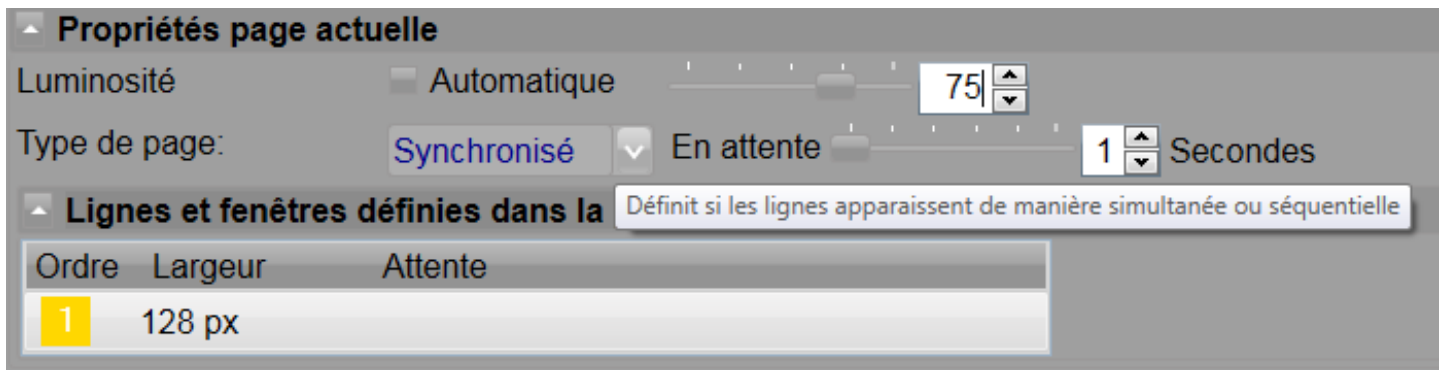 Propriétés page actuelle
Luminosité Automatique 75
Type de page: Synchronisé En attente 1 Secondes
Lignes et fenêtres définies dans la
Définit si les lignes apparaissent de manière simultanée ou séquentielle
Ordre Largeur Attente
1 128 px